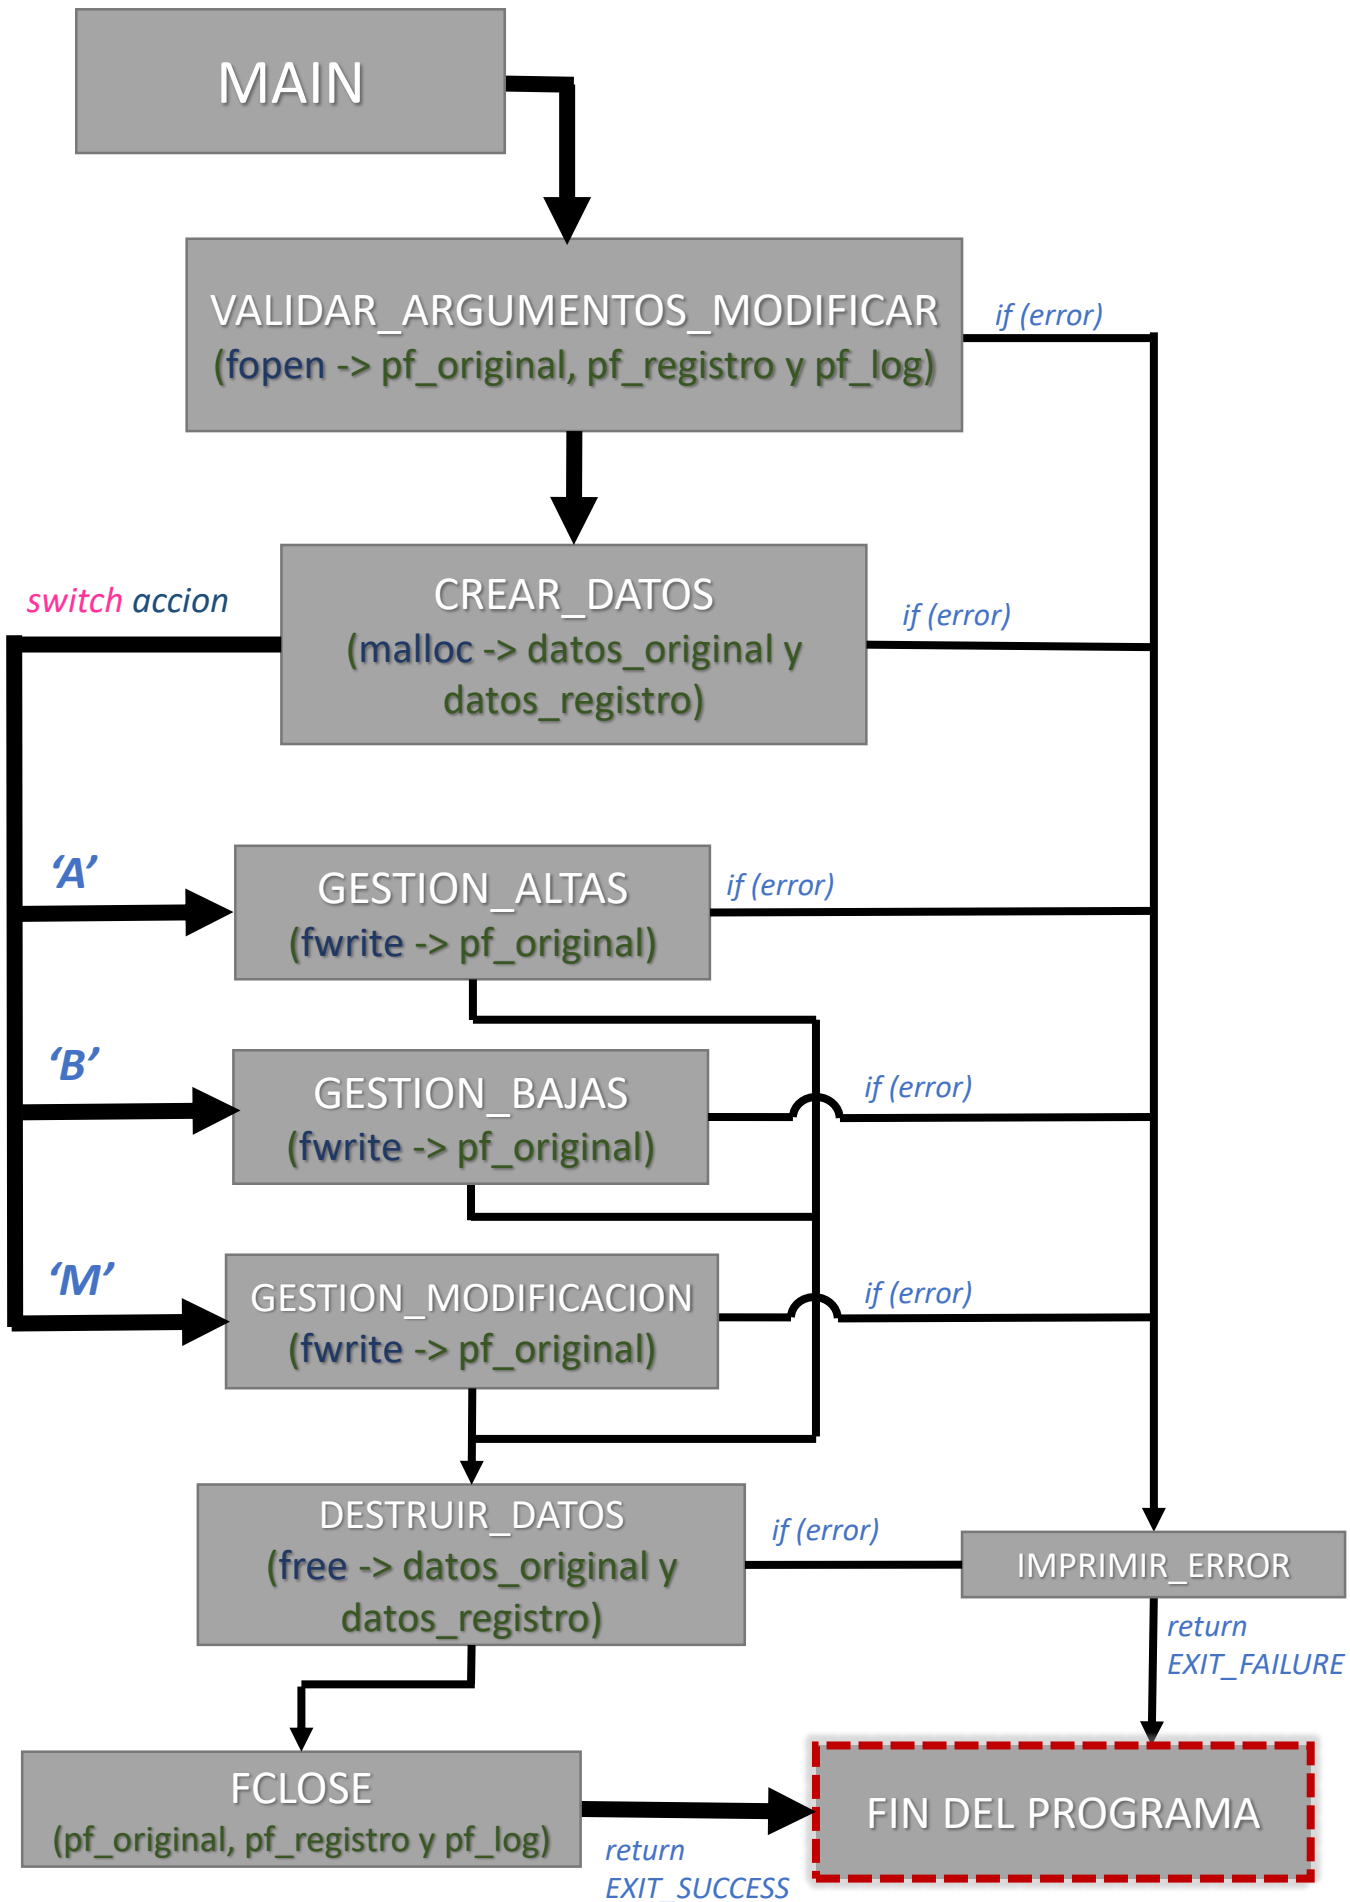 MAIN
VALIDAR_ARGUMENTOS_MODIFICAR
(fopen -> pf_original, pf_registro y pf_log)
if (error)
CREAR_DATOS
(malloc -> datos_original y
datos_registro)
switch accion
if (error)
‘A’
GESTION_ALTAS
(fwrite -> pf_original)
if (error)
‘B’
GESTION_BAJAS
(fwrite -> pf_original)
if (error)
‘M’
GESTION_MODIFICACION
(fwrite -> pf_original)
if (error)
DESTRUIR_DATOS
(free -> datos_original y
datos_registro)
if (error)
IMPRIMIR_ERROR
return
EXIT_FAILURE
FCLOSE
(pf_original, pf_registro y pf_log)
return
EXIT_SUCCESS
FIN DEL PROGRAMA